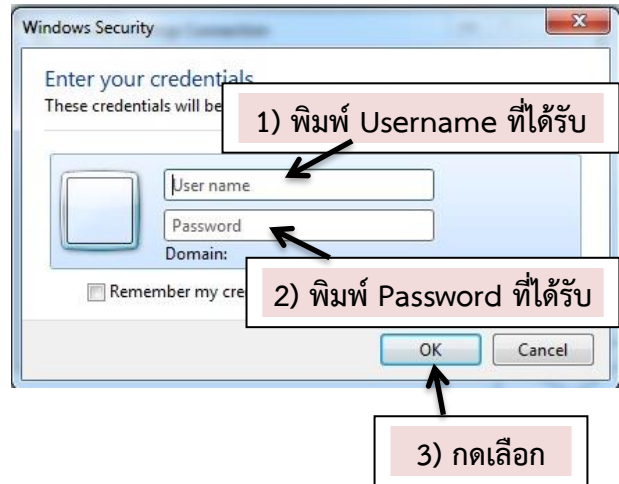 Windows Security
Enter your credentials
These credentials will be
1) พิมพ์ Username ที่ได้รับ
User name
Password
Domain:
Remember my cre
2) พิมพ์ Password ที่ได้รับ
OK
Cancel
3) กดเลือก